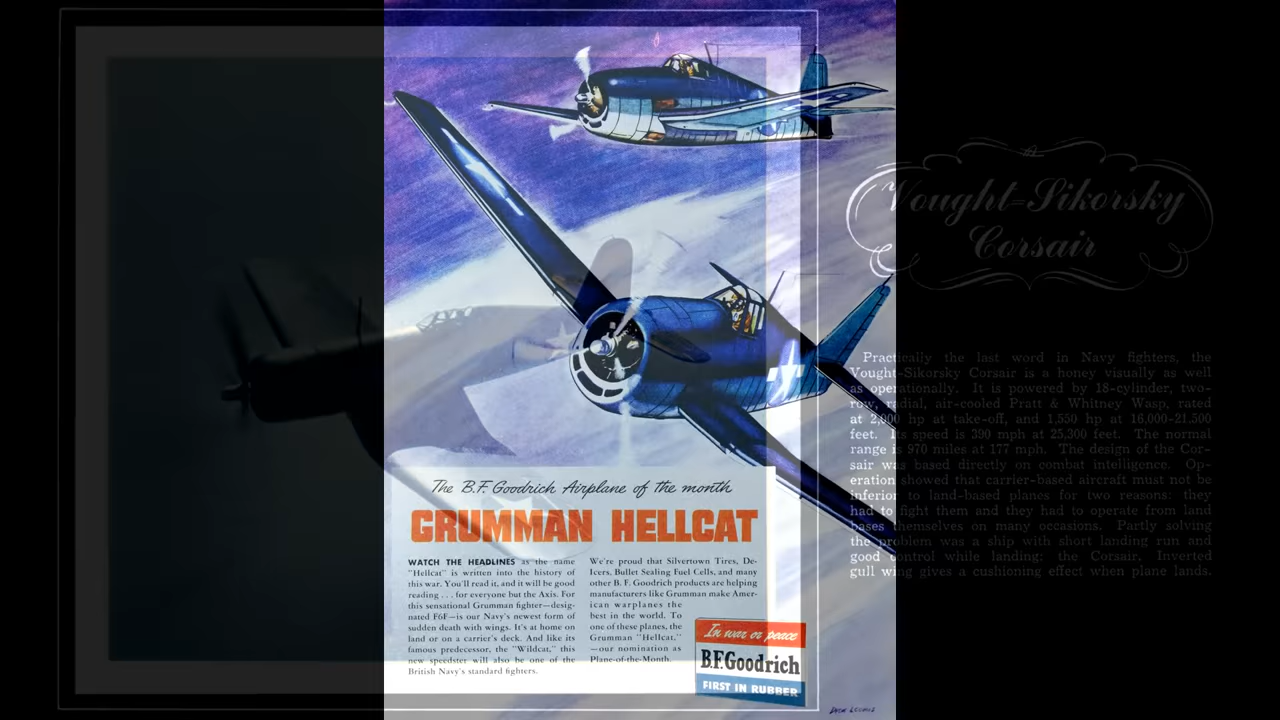 The B.F. Goodrich Airplane of the month
GRUMMAN HELLCAT
WATCH THE HEADLINES as the name
"Hellcat" is written into the history of
this war. You'll read it, and it will be good
reading . . . for everyone but the Axis. For
this sensational Grumman fighter—desig-
nated F6F—is our Navy's newest form of
sudden death with wings. It's at home on
land or on a carrier's deck. And like its
famous predecessor, the "Wildcat," this
new speedster will also be one of the
British Navy's standard fighters.
We're proud that Silvertown Tires, De-
Icers, Bullet Sealing Fuel Cells, and many
other B. F. Goodrich products are helping
manufacturers like Grumman make Amer-
ican warplanes the
best in the world. To
one of these planes, the
Grumman "Hellcat,"
—our nomination as
Plane-of-the-Month.
In war or peace
B.F. Goodrich
FIRST IN RUBBER
the
Vought-Sikorsky
Corsair
Practically the last word in Navy fighters, the
Vought-Sikorsky Corsair is a honey visually as well
as operationally. It is powered by 18-cylinder, two-
row, radial, air-cooled Pratt & Whitney Wasp, rated
at 2,000 hp at take-off, and 1,550 hp at 16,000-21,500
feet. Its speed is 390 mph at 25,300 feet. The normal
range is 970 miles at 177 mph. The design of the Cor-
sair was based directly on combat intelligence. Op-
eration showed that carrier-based aircraft must not be
inferior to land-based planes for two reasons: they
had to fight them and they had to operate from land
bases themselves on many occasions. Partly solving
the problem was a ship with short landing run and
good control while landing: the Corsair. Inverted
gull wing gives a cushioning effect when plane lands.